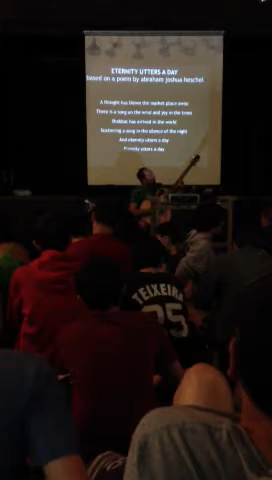 ETERNITY UTTERS A DAY
based on a poem by abraham joshua heschel
A thought has blown the market place away
There is a song on the wind and joy in the trees
Shabbat has arrived in the world
Scattering a song in the silence of the night
And eternity utters a day
Eternity utters a day
TEIXEIRA
25